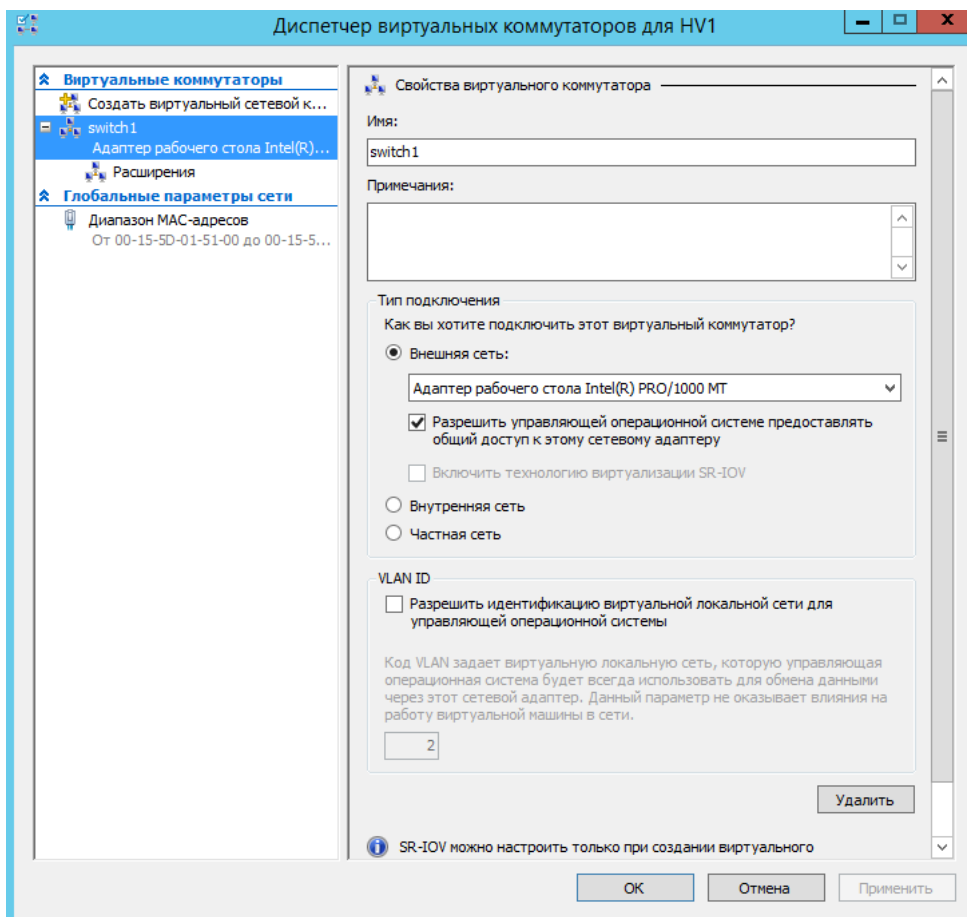 Диспетчер виртуальных коммутаторов для HV1
Виртуальные коммутаторы
Создать виртуальный сетевой к...
switch1
Адаптер рабочего стола Intel(R)...
Расширения
Глобальные параметры сети
Диапазон MAC-адресов
От 00-15-5D-01-51-00 до 00-15-5...
Свойства виртуального коммутатора
Имя:
switch1
Примечания:
Тип подключения
Как вы хотите подключить этот виртуальный коммутатор?
Внешняя сеть:
Адаптер рабочего стола Intel(R) PRO/1000 MT
Разрешить управляющей операционной системе предоставлять
общий доступ к этому сетевому адаптеру
Включить технологию виртуализации SR-IOV
Внутренняя сеть
Частная сеть
VLAN ID
Разрешить идентификацию виртуальной локальной сети для
управляющей операционной системы
Код VLAN задает виртуальную локальную сеть, которую управляющая
операционная система будет всегда использовать для обмена данными
через этот сетевой адаптер. Данный параметр не оказывает влияния на
работу виртуальной машины в сети.
2
Удалить
SR-IOV можно настроить только при создании виртуального
ОК
Отмена
Применить